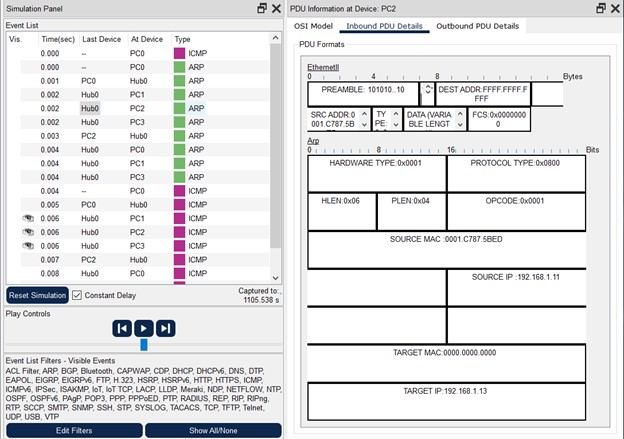 Simulation Panel
Event List
Vis. Time(sec) Last Device At Device Type
0.000 -- PC0 ICMP
0.000 -- PC0 ARP
0.001 PC0 Hub0 ARP
0.002 Hub0 PC1 ARP
0.002 Hub0 PC2 ARP
0.002 Hub0 PC3 ARP
0.003 PC2 Hub0 ARP
0.004 Hub0 PC0 ARP
0.004 Hub0 PC1 ARP
0.004 Hub0 PC3 ARP
0.004 -- PC0 ICMP
0.005 PC0 Hub0 ICMP
0.006 Hub0 PC1 ICMP
0.006 Hub0 PC2 ICMP
0.006 Hub0 PC3 ICMP
0.007 PC2 Hub0 ICMP
0.008 Hub0 PC0 ICMP
Reset Simulation Constant Delay Captured to:
1105.538 s
Play Controls
Event List Filters - Visible Events
ACL Filter, ARP, BGP, Bluetooth, CAPWAP, CDP, DHCP, DHCPv6, DNS, DTP,
EAPOL, EIGRP, EIGRPv6, FTP, H.323, HSRP, HSRPv6, HTTP, HTTPS, ICMP,
ICMPv6, IPSec, ISAKMP, IoT, IoT TCP, LACP, LLDP, Meraki, NDP, NETFLOW, NTP,
OSPF, OSPFv6, PAgP, POP3, PPP, PPPoED, PTP, RADIUS, REP, RIP, RIPng,
RTP, SCCP, SMTP, SNMP, SSH, STP, SYSLOG, TACACS, TCP, TFTP, Telnet,
UDP, USB, VTP
Edit Filters Show All/None
PDU Information at Device: PC2
OSI Model Inbound PDU Details Outbound PDU Details
PDU Formats
EthernetII
0 4 8 Bytes
PREAMBLE: 101010..10 DEST ADDR:FFFF.FFFF.F
FFF
SRC ADDR:0
001.C787.5B
TY
PE:
DATA (VARIA
BLE LENGT
FCS:0x0000000
0
Arp
0 8 16 Bits
HARDWARE TYPE:0x0001 PROTOCOL TYPE:0x0800
HLEN:0x06 PLEN:0x04 OPCODE:0x0001
SOURCE MAC :0001.C787.5BED
SOURCE IP :192.168.1.11
TARGET MAC:0000.0000.0000
TARGET IP:192.168.1.13